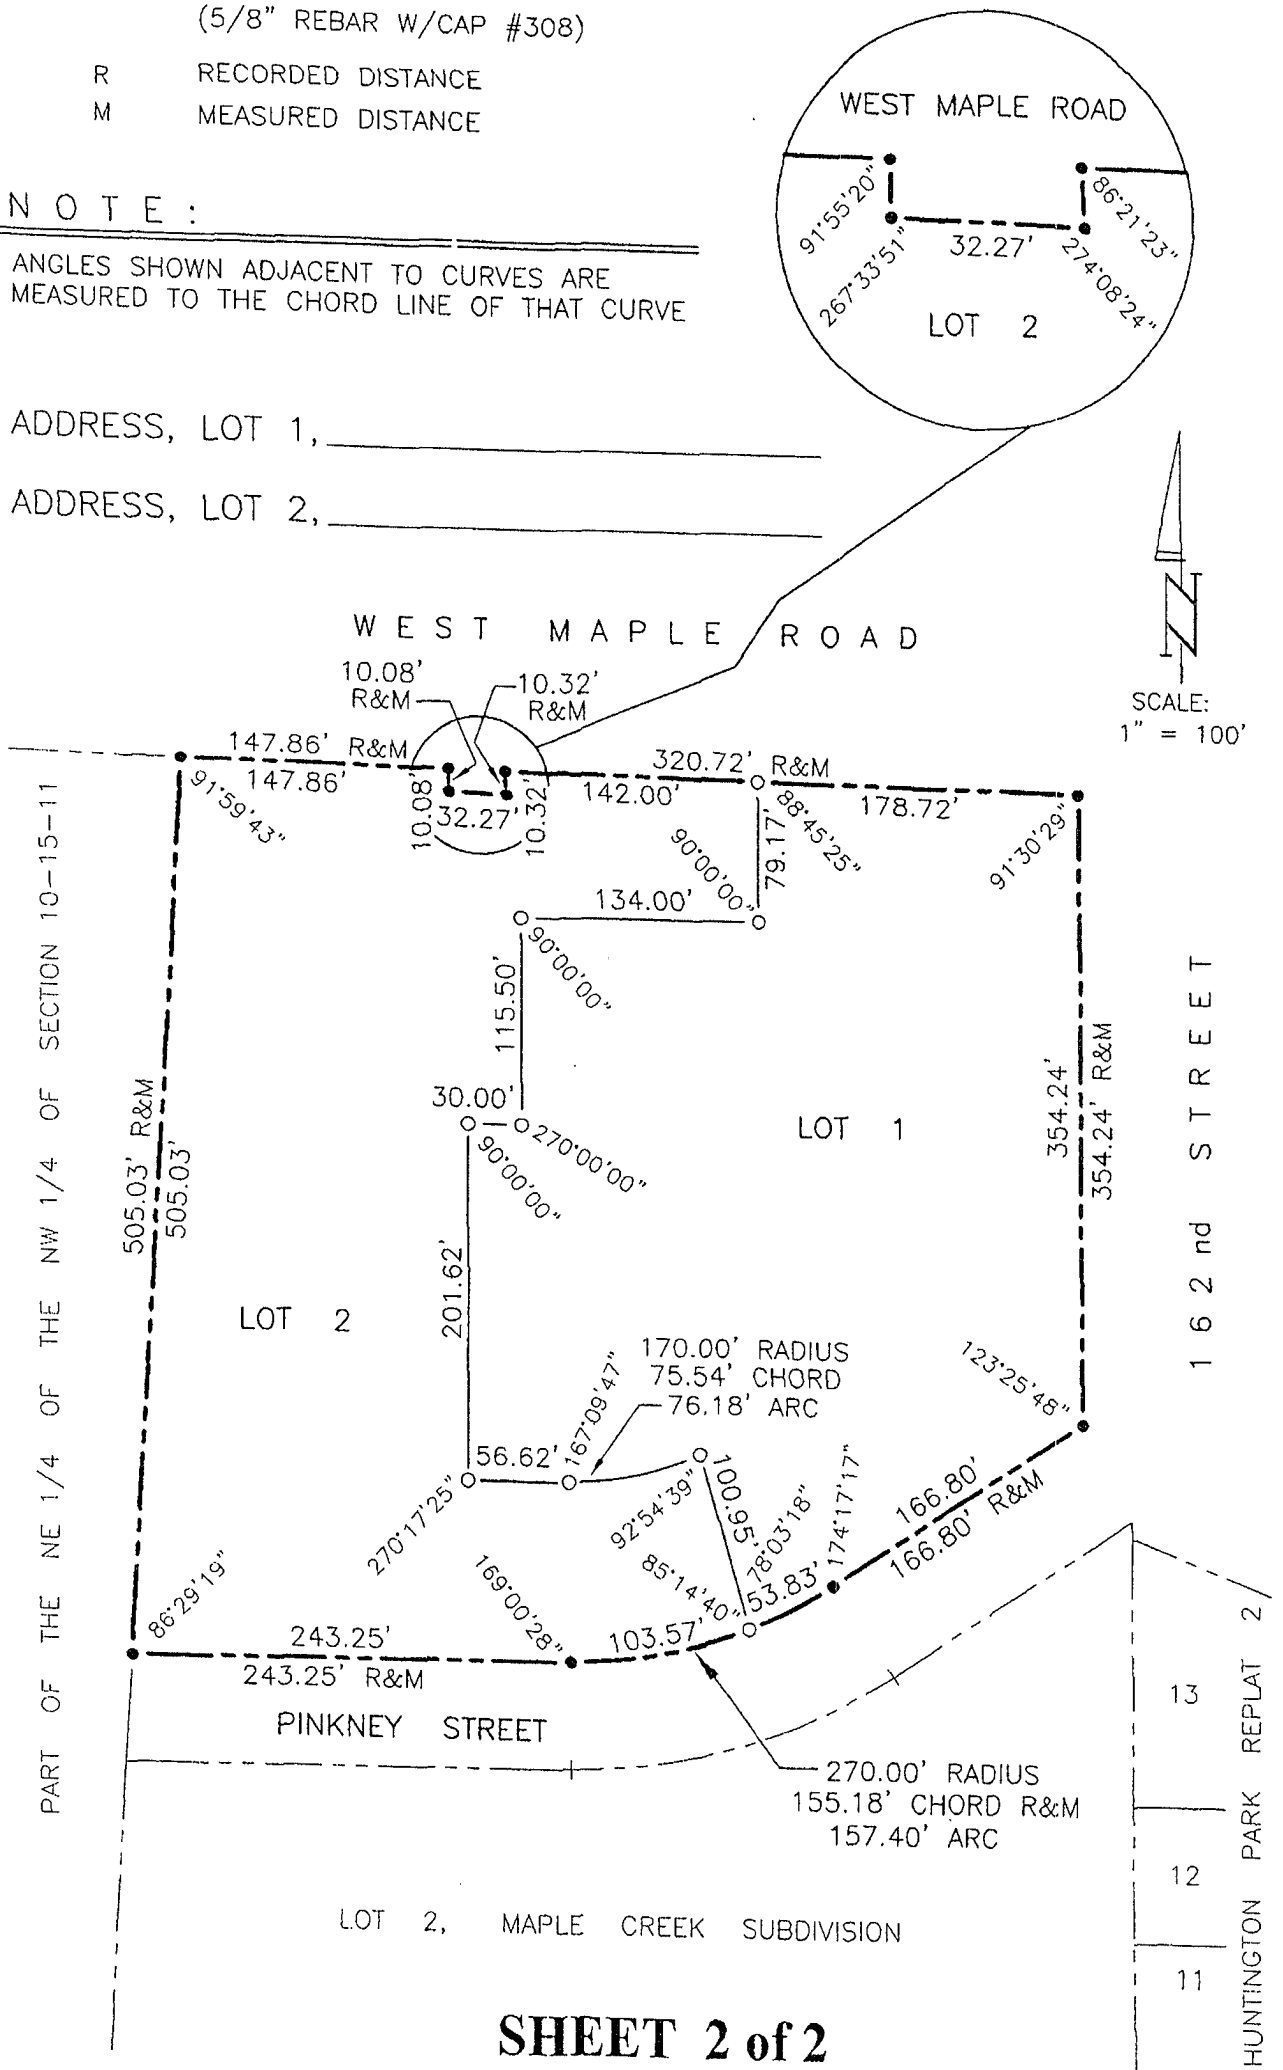 (5/8" REBAR W/CAP #308)
R RECORDED DISTANCE
M MEASURED DISTANCE
NOTE:
ANGLES SHOWN ADJACENT TO CURVES ARE
MEASURED TO THE CHORD LINE OF THAT CURVE
WEST MAPLE ROAD
91°55'20"
86°21'23"
267°33'51"
32.27'
274°08'24"
LOT 2
ADDRESS, LOT 1,
ADDRESS, LOT 2,
N
SCALE:
1" = 100'
WEST MAPLE ROAD
10.08'
R&M
10.32'
R&M
147.86' R&M
147.86'
91°59'43"
10.08'
32.27'
10.32'
320.72' R&M
142.00'
178.72'
88°45'25"
79.17'
90°00'00"
91°30'29"
134.00'
90°00'00"
115.50'
30.00'
270°00'00"
90°00'00"
LOT 1
354.24'
354.24' R&M
162nd STREET
PART OF THE NE 1/4 OF THE NW 1/4 OF SECTION 10-15-11
505.03' R&M
505.03'
201.62'
LOT 2
170.00' RADIUS
75.54' CHORD
76.18' ARC
167°09'47"
123°25'48"
56.62'
270°17'25"
100.95'
92°54'39"
85°14'40"
78°03'18"
174°17'17"
166.80'
166.80' R&M
53.83'
86°29'19"
169°00'28"
243.25'
243.25' R&M
103.57'
PINKNEY STREET
270.00' RADIUS
155.18' CHORD R&M
157.40' ARC
13
12
11
HUNTINGTON PARK REPLAT 2
LOT 2, MAPLE CREEK SUBDIVISION
SHEET 2 of 2